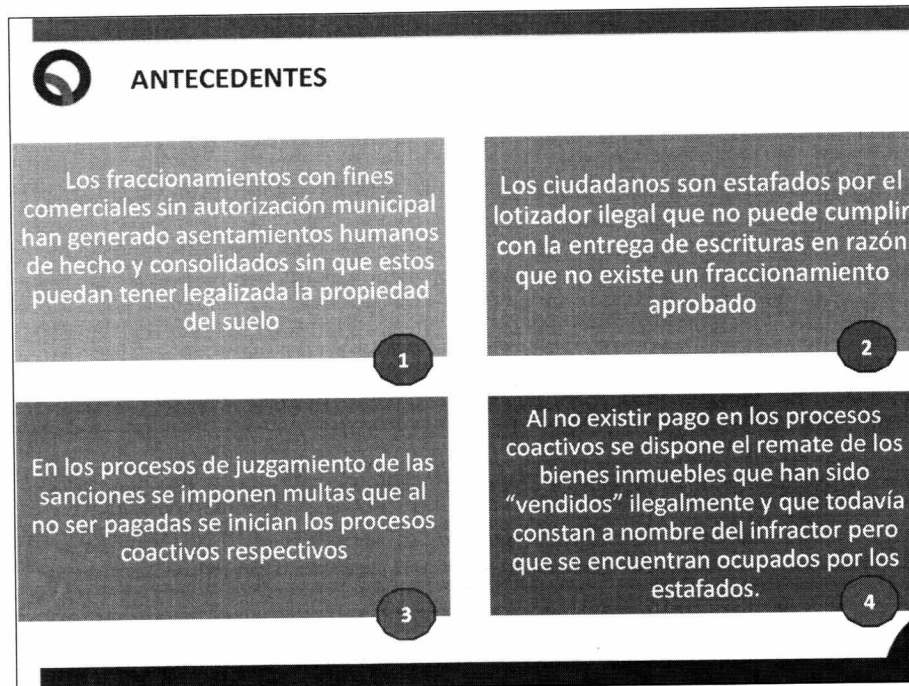 ANTECEDENTES
Los fraccionamientos con fines
comerciales sin autorización municipal
han generado asentamientos humanos
de hecho y consolidados sin que estos
puedan tener legalizada la propiedad
del suelo
1
Los ciudadanos son estafados por el
lotizador ilegal que no puede cumplir
con la entrega de escrituras en razón
que no existe un fraccionamiento
aprobado
2
En los procesos de juzgamiento de las
sanciones se imponen multas que al
no ser pagadas se inician los procesos
coactivos respectivos
3
Al no existir pago en los procesos
coactivos se dispone el remate de los
bienes inmuebles que han sido
“vendidos” ilegalmente y que todavía
constan a nombre del infractor pero
que se encuentran ocupados por los
estafados.
4